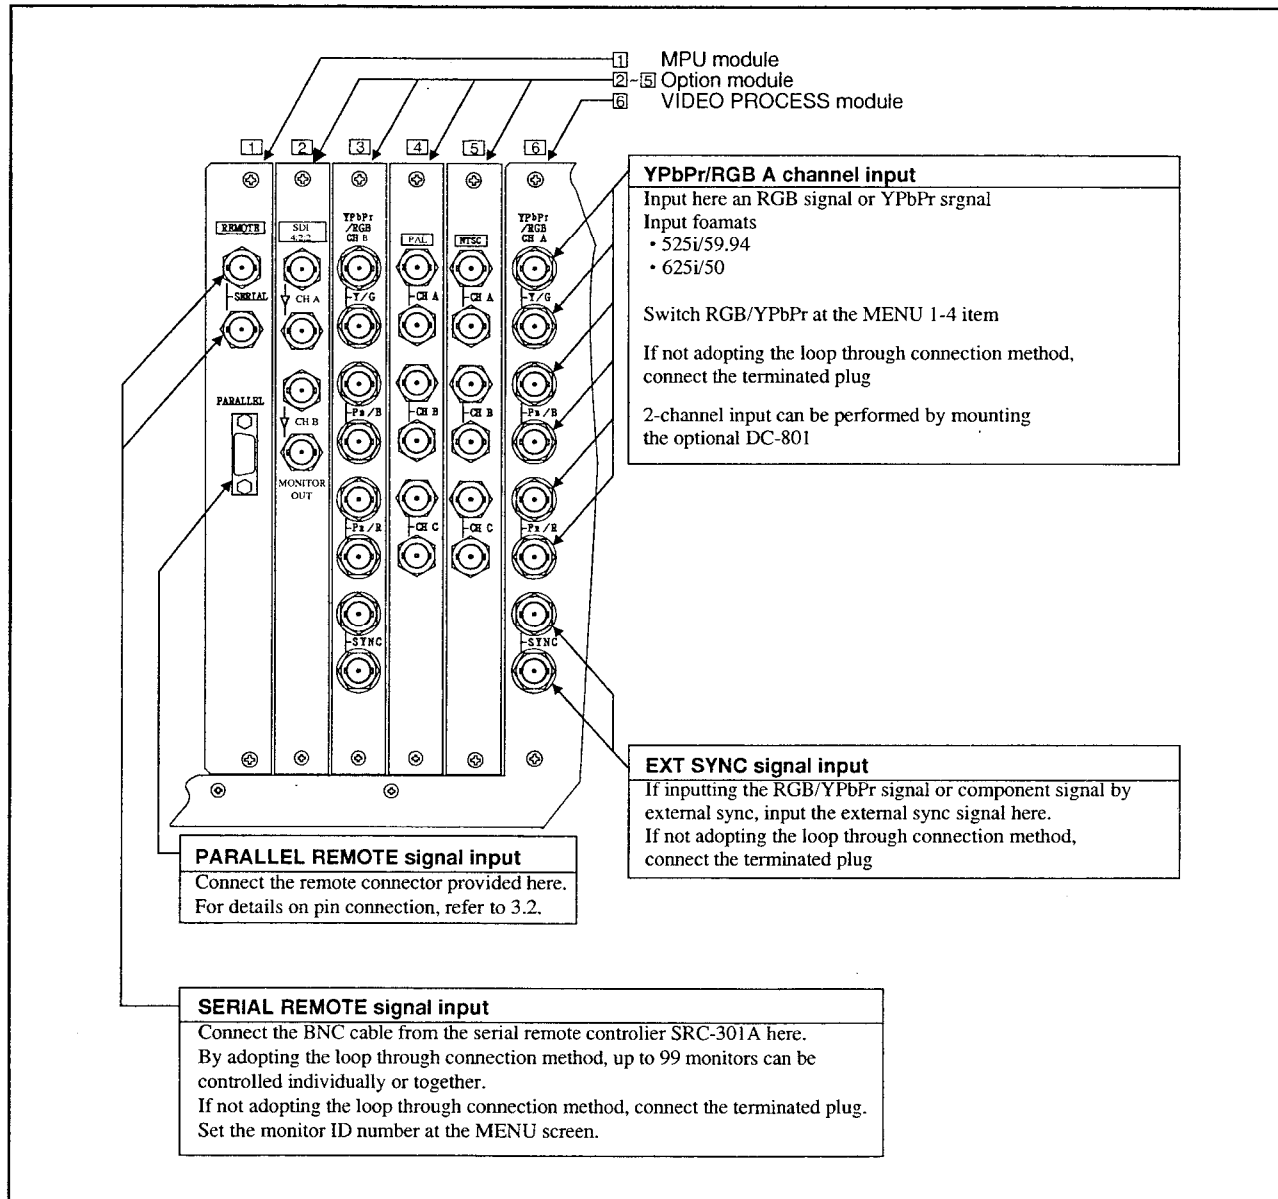 1 MPU module
2~5 Option module
6 VIDEO PROCESS module
1 2 3 4 5 6
REMOTE
SERIAL
PARALLEL
SDI
4:2:2
CH A
CH B
MONITOR
OUT
YPbPr
/RGB
CH B
Y/G
PB/B
PR/R
SYNC
PAL
CH A
CH B
CH C
NTSC
CH A
CH B
CH C
YPbPr
/RGB
CH A
Y/G
PB/B
PR/R
SYNC
YPbPr/RGB A channel input
Input here an RGB signal or YPbPr srgnal
Input foamats
• 525i/59.94
• 625i/50
Switch RGB/YPbPr at the MENU 1-4 item
If not adopting the loop through connection method,
connect the terminated plug
2-channel input can be performed by mounting
the optional DC-801
EXT SYNC signal input
If inputting the RGB/YPbPr signal or component signal by
external sync, input the external sync signal here.
If not adopting the loop through connection method,
connect the terminated plug
PARALLEL REMOTE signal input
Connect the remote connector provided here.
For details on pin connection, refer to 3.2.
SERIAL REMOTE signal input
Connect the BNC cable from the serial remote controlier SRC-301A here.
By adopting the loop through connection method, up to 99 monitors can be
controlled individually or together.
If not adopting the loop through connection method, connect the terminated plug.
Set the monitor ID number at the MENU screen.